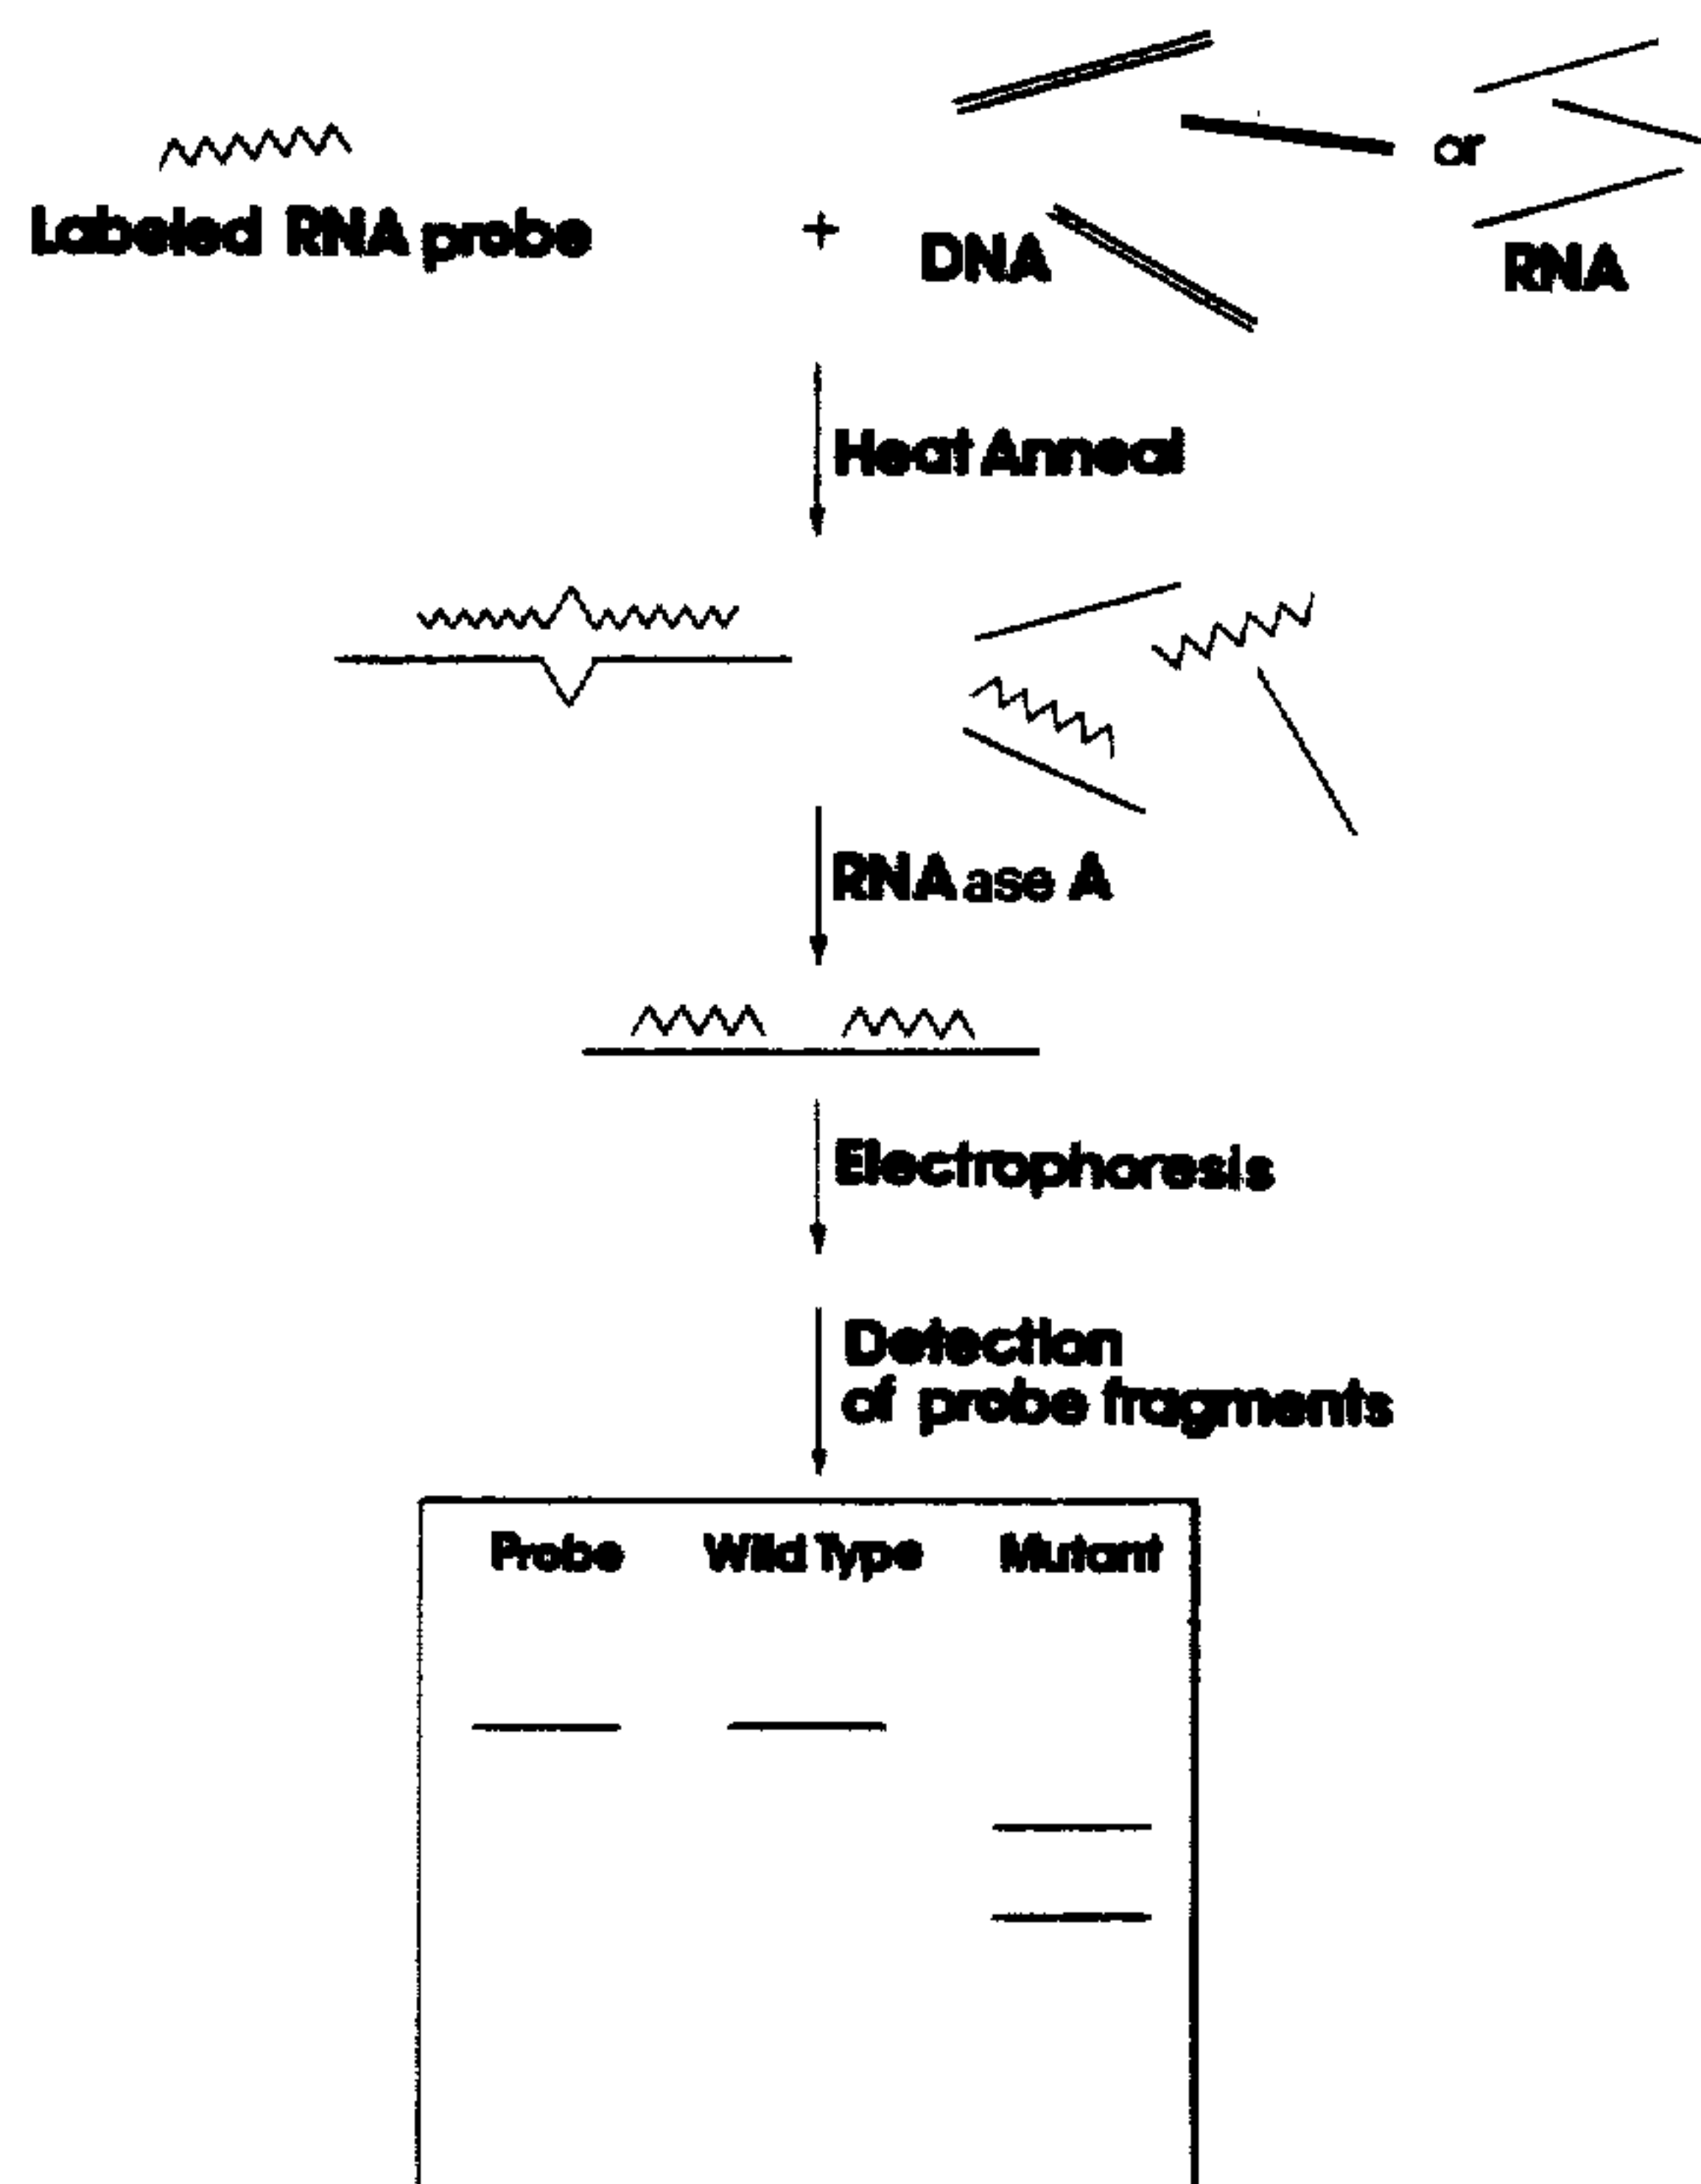 or
Labeled RNA probe
+
DNA
RNA
Heat Anneal
RNAase A
Electrophoresis
Detection
of probe fragments
Probe Wild Type Mutant